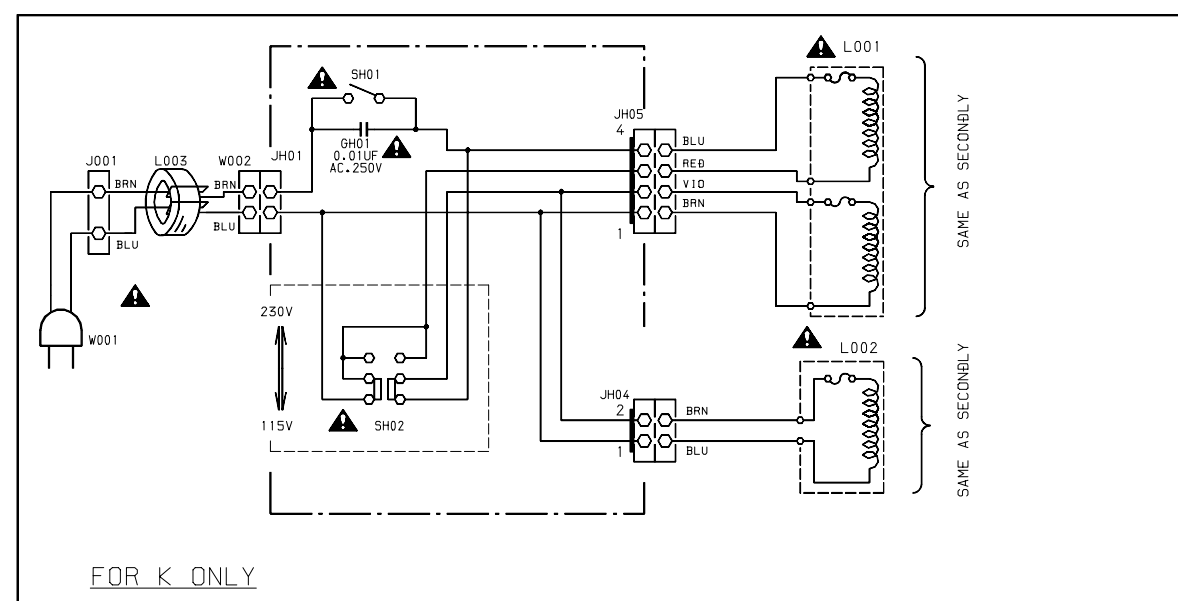 L001
SH01
JH05
4
GH01
0.01UF
AC.250V
BLU
RED
VIO
BRN
1
J001
L003
W002
JH01
BRN
BRN
BLU
BLU
SAME AS SECONDLY
W001
230V
115V
SH02
L002
JH04
2
BRN
1
BLU
SAME AS SECONDLY
FOR K ONLY